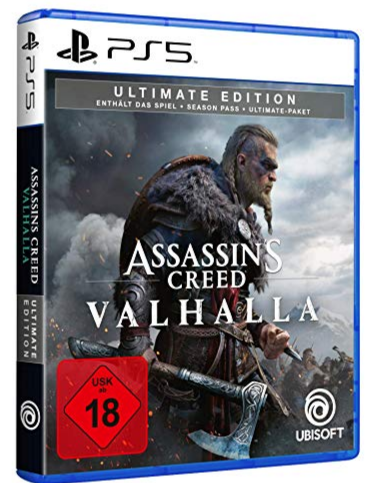 PS5
ULTIMATE EDITION
ENTHÄLT DAS SPIEL • SEASON PASS • ULTIMATE-PAKET
ASSASSIN'S
CREED
VALHALLA
USK
ab
18
UBISOFT
PS5
ASSASSIN'S CREED
VALHALLA
ULTIMATE
EDITION